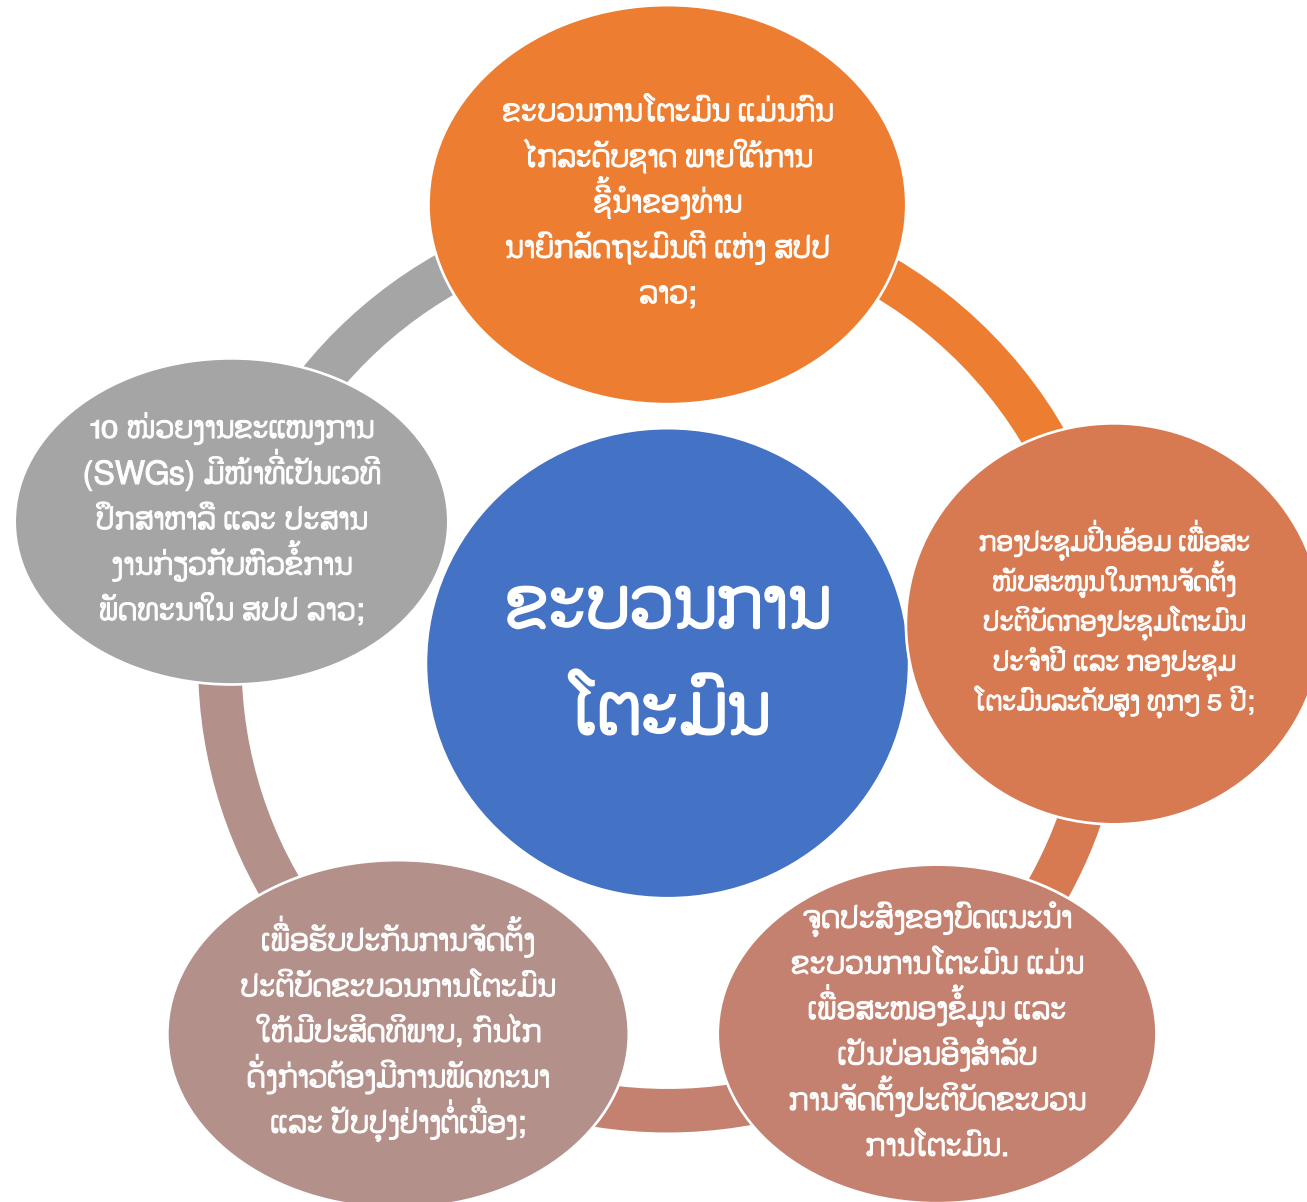 ຂະບວນການໂຕະມົນ ແມ່ນກົນ
ໄກລະດັບຊາດ ພາຍໃຕ້ການ
ຊີ້ນຳຂອງທ່ານ
ນາຍົກລັດຖະມົນຕີ ແຫ່ງ ສປປ
ລາວ;
ກອງປະຊຸມປິ່ນອ້ອມ ເພື່ອສະ
ໜັບສະໜູນໃນການຈັດຕັ້ງ
ປະຕິບັດກອງປະຊຸມໂຕະມົນ
ປະຈຳປີ ແລະ ກອງປະຊຸມ
ໂຕະມົນລະດັບສູງ ທຸກໆ 5 ປີ;
ຈຸດປະສົງຂອງບົດແນະນຳ
ຂະບວນການໂຕະມົນ ແມ່ນ
ເພື່ອສະໜອງຂໍ້ມູນ ແລະ
ເປັນບ່ອນອີງສຳລັບ
ການຈັດຕັ້ງປະຕິບັດຂະບວນ
ການໂຕະມົນ.
ເພື່ອຮັບປະກັນການຈັດຕັ້ງ
ປະຕິບັດຂະບວນການໂຕະມົນ
ໃຫ້ມີປະສິດທິພາບ, ກົນໄກ
ດັ່ງກ່າວຕ້ອງມີການພັດທະນາ
ແລະ ປັບປຸງຢ່າງຕໍ່ເນື່ອງ;
10 ໜ່ວຍງານຂະແໜງການ
(SWGs) ມີໜ້າທີ່ເປັນເວທີ
ປຶກສາຫາລື ແລະ ປະສານ
ງານກ່ຽວກັບຫົວຂໍ້ການ
ພັດທະນາໃນ ສປປ ລາວ;
ຂະບວນການ
ໂຕະມົນ